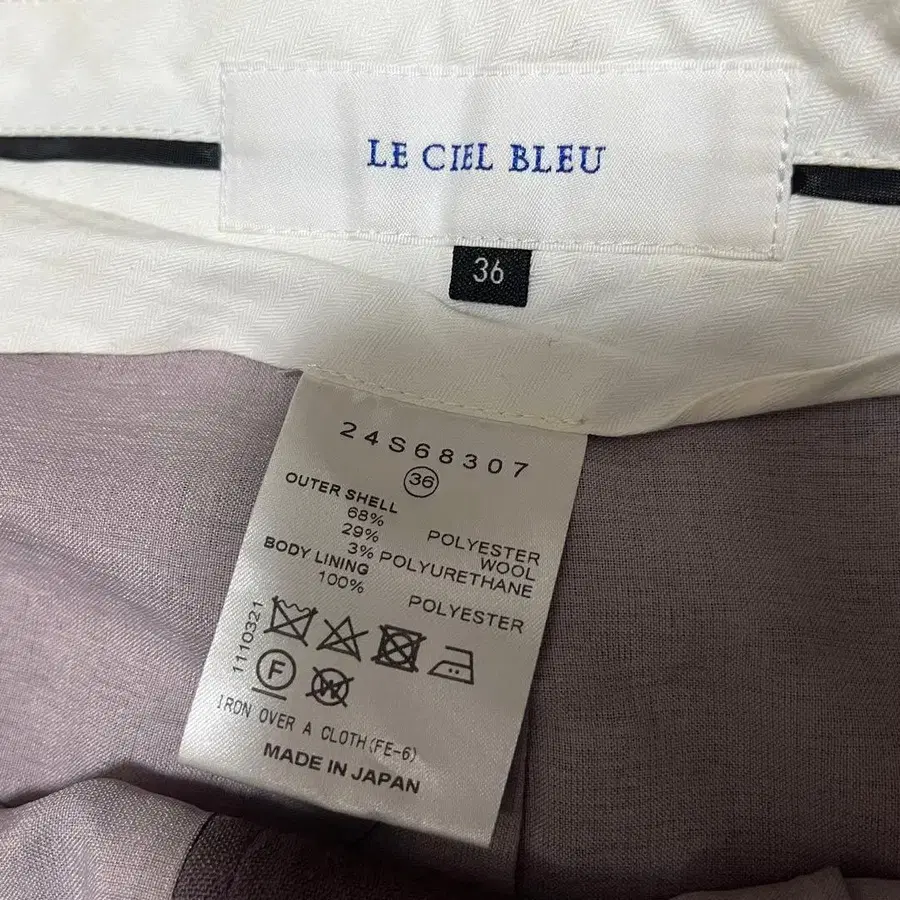 LE CIEL BLEU
36
24S68307
36
OUTER SHELL
68% POLYESTER
29% WOOL
3% POLYURETHANE
BODY LINING
100% POLYESTER
1110321
F W
IRON OVER A CLOTH(FE-6)
MADE IN JAPAN